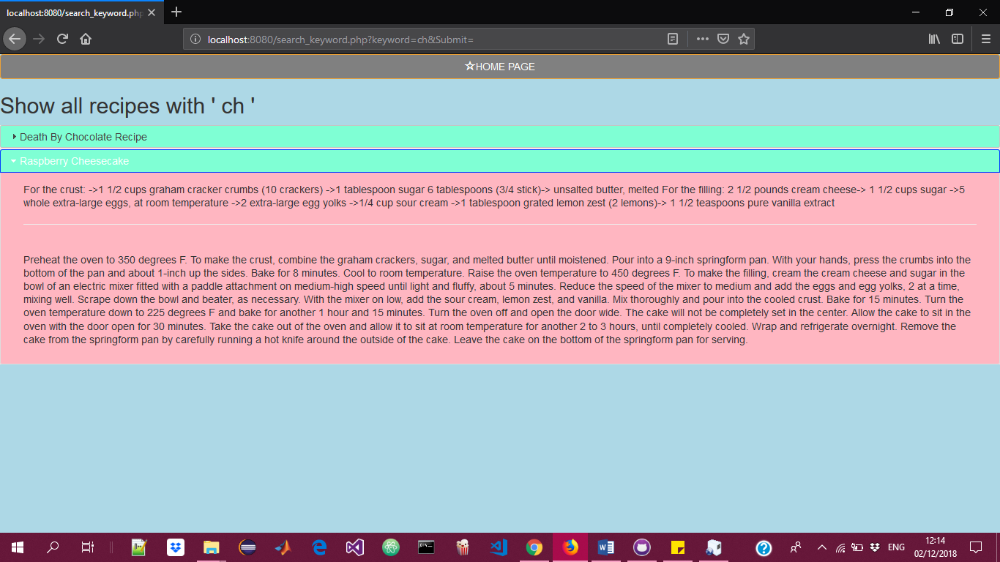 localhost:8080/search_keyword.php
localhost:8080/search_keyword.php?keyword=ch&Submit=
☆HOME PAGE
Show all recipes with ' ch '
Death By Chocolate Recipe
Raspberry Cheesecake
For the crust: ->1 1/2 cups graham cracker crumbs (10 crackers) ->1 tablespoon sugar 6 tablespoons (3/4 stick)-> unsalted butter, melted For the filling: 2 1/2 pounds cream cheese-> 1 1/2 cups sugar ->5
whole extra-large eggs, at room temperature ->2 extra-large egg yolks ->1/4 cup sour cream ->1 tablespoon grated lemon zest (2 lemons)-> 1 1/2 teaspoons pure vanilla extract
Preheat the oven to 350 degrees F. To make the crust, combine the graham crackers, sugar, and melted butter until moistened. Pour into a 9-inch springform pan. With your hands, press the crumbs into the
bottom of the pan and about 1-inch up the sides. Bake for 8 minutes. Cool to room temperature. Raise the oven temperature to 450 degrees F. To make the filling, cream the cream cheese and sugar in the
bowl of an electric mixer fitted with a paddle attachment on medium-high speed until light and fluffy, about 5 minutes. Reduce the speed of the mixer to medium and add the eggs and egg yolks, 2 at a time,
mixing well. Scrape down the bowl and beater, as necessary. With the mixer on low, add the sour cream, lemon zest, and vanilla. Mix thoroughly and pour into the cooled crust. Bake for 15 minutes. Turn the
oven temperature down to 225 degrees F and bake for another 1 hour and 15 minutes. Turn the oven off and open the door wide. The cake will not be completely set in the center. Allow the cake to sit in the
oven with the door open for 30 minutes. Take the cake out of the oven and allow it to sit at room temperature for another 2 to 3 hours, until completely cooled. Wrap and refrigerate overnight. Remove the
cake from the springform pan by carefully running a hot knife around the outside of the cake. Leave the cake on the bottom of the springform pan for serving.
ENG
12:14
02/12/2018